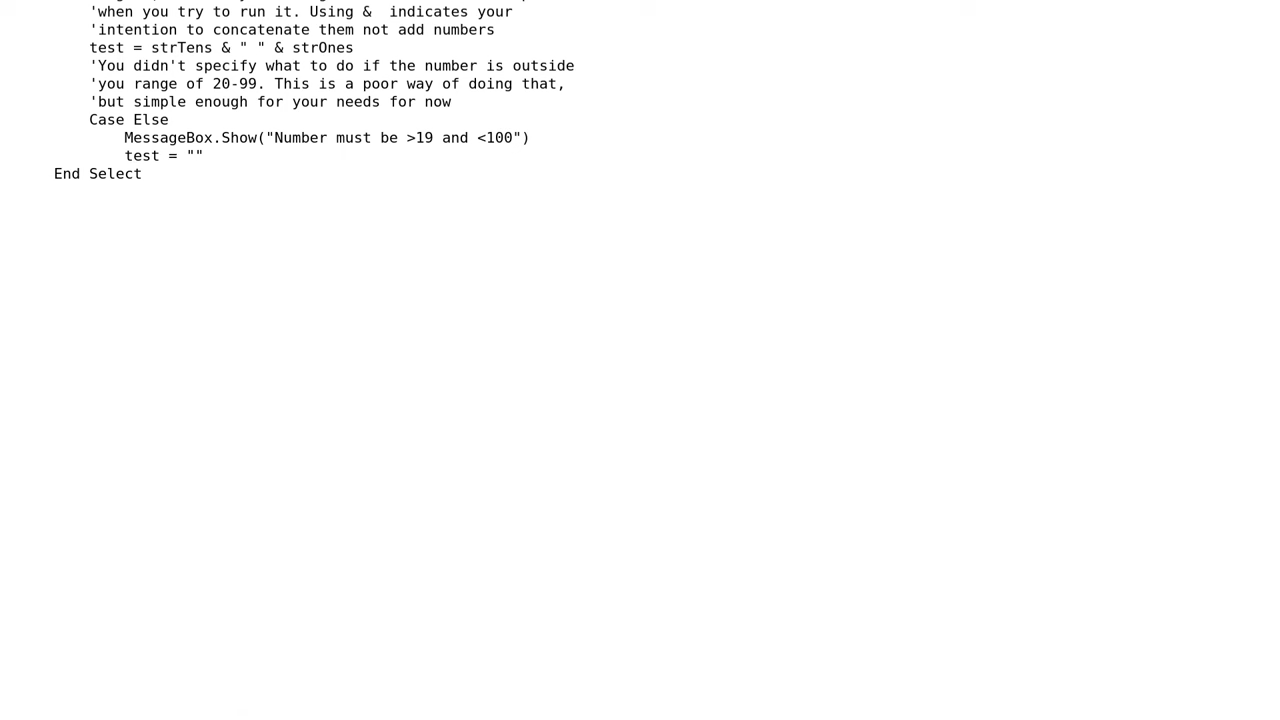 'when you try to run it. Using &  indicates your
'intention to concatenate them not add numbers
test = strTens & " " & strOnes
'You didn't specify what to do if the number is outside
'you range of 20-99. This is a poor way of doing that,
'but simple enough for your needs for now
Case Else
MessageBox.Show("Number must be >19 and <100")
test = ""
End Select